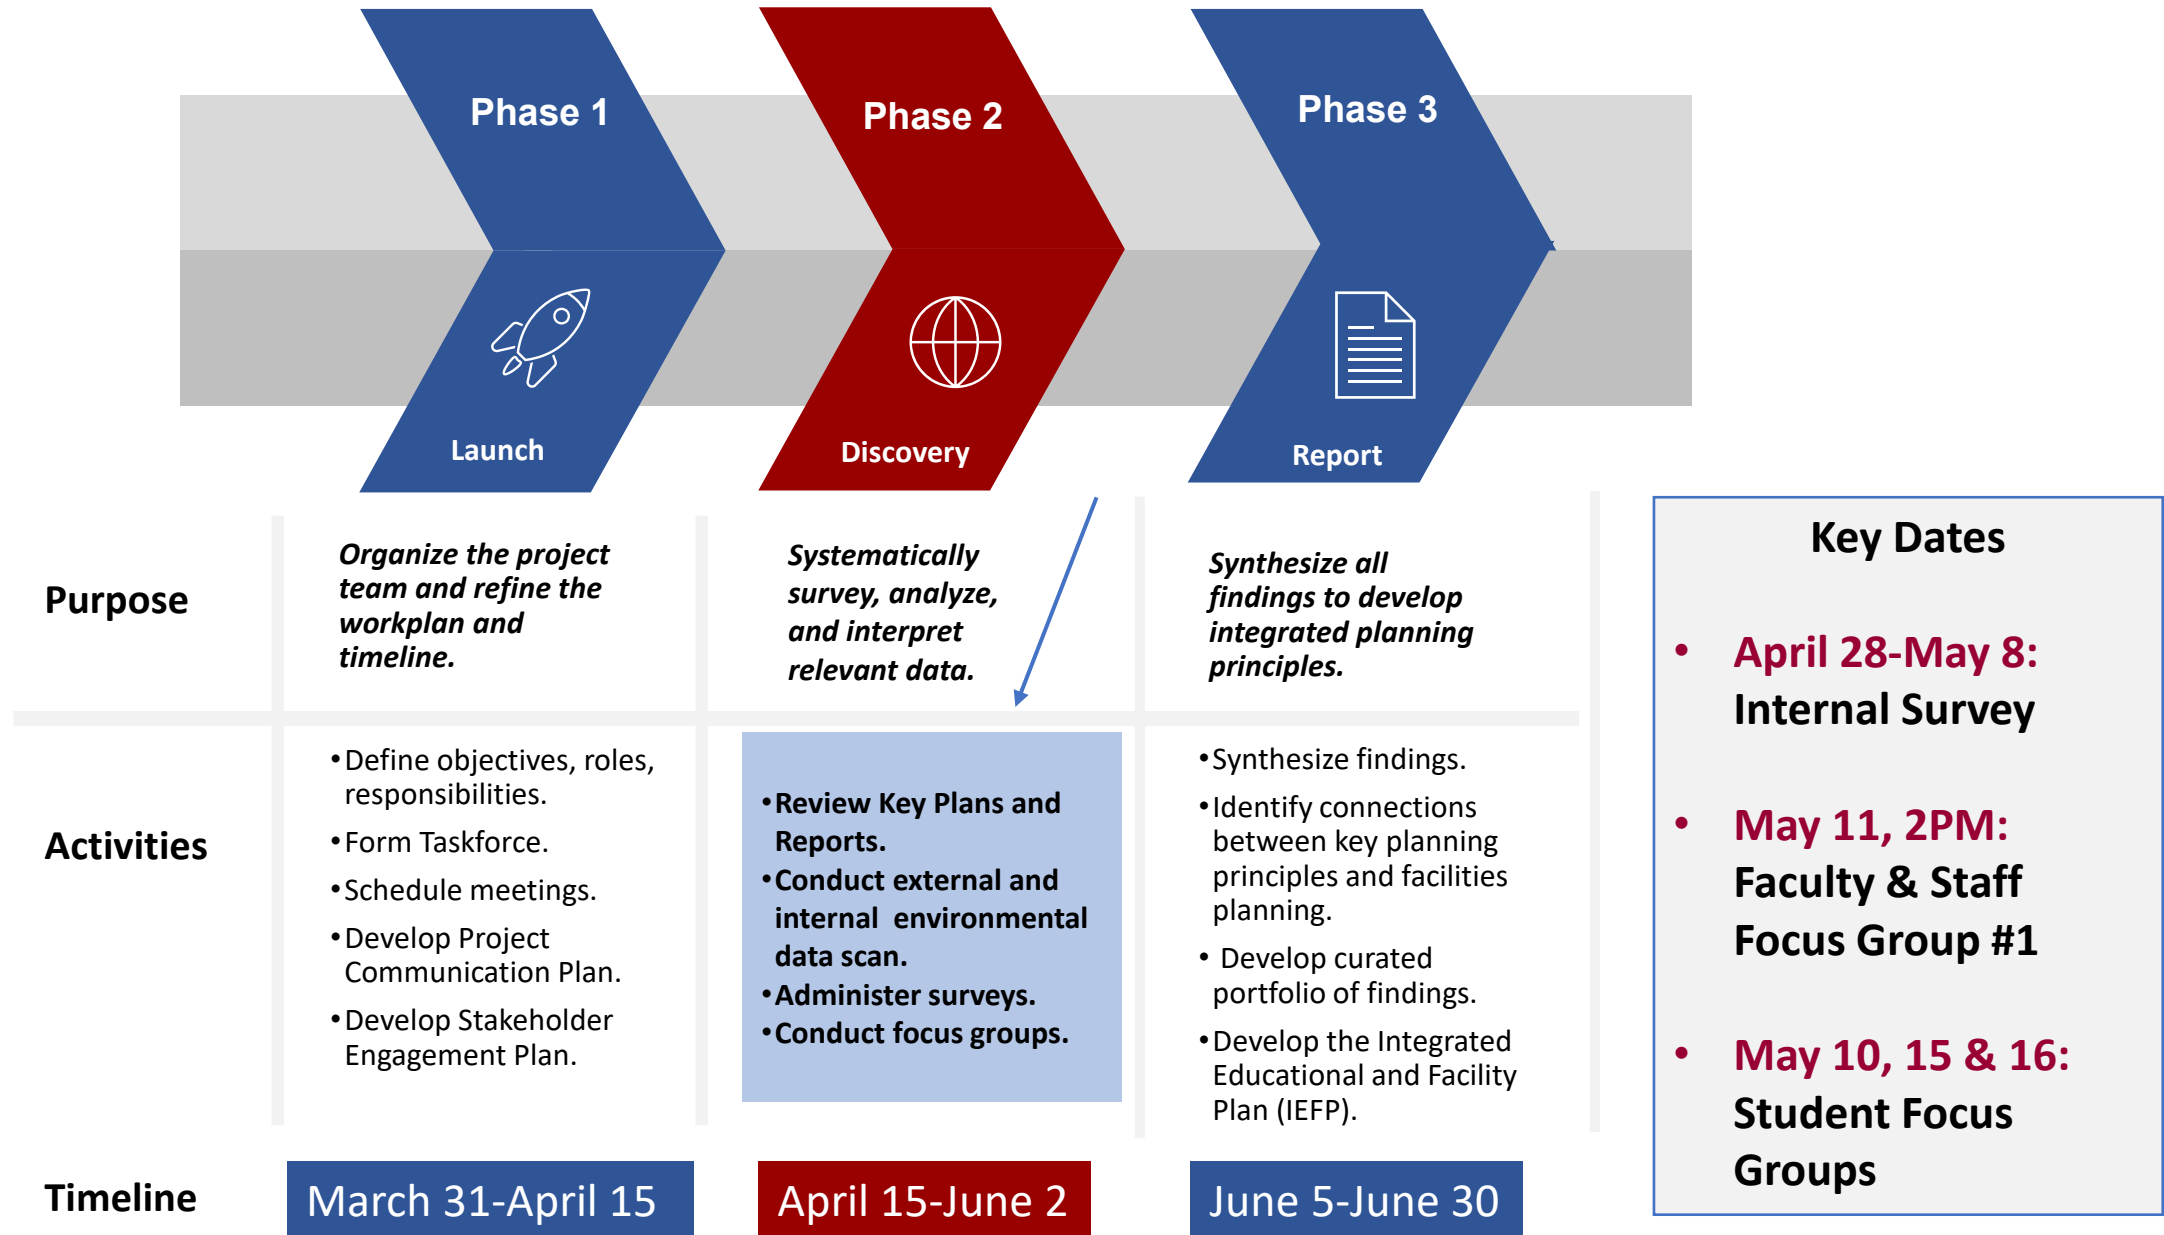 Phase 1
Phase 2
Phase 3
Launch
Discovery
Report
Purpose
Organize the project
team and refine the
workplan and
timeline.
Systematically
survey, analyze,
and interpret
relevant data.
Synthesize all
findings to develop
integrated planning
principles.
Activities
•Define objectives, roles,
responsibilities.
•Form Taskforce.
•Schedule meetings.
•Develop Project
Communication Plan.
•Develop Stakeholder
Engagement Plan.
•Review Key Plans and
Reports.
•Conduct external and
internal  environmental
data scan.
•Administer surveys.
•Conduct focus groups.
•Synthesize findings.
•Identify connections
between key planning
principles and facilities
planning.
• Develop curated
portfolio of findings.
•Develop the Integrated
Educational and Facility
Plan (IEFP).
Timeline
March 31-April 15
April 15-June 2
June 5-June 30
Key Dates
• April 28-May 8:
Internal Survey
• May 11, 2PM:
Faculty & Staff
Focus Group #1
• May 10, 15 & 16:
Student Focus
Groups